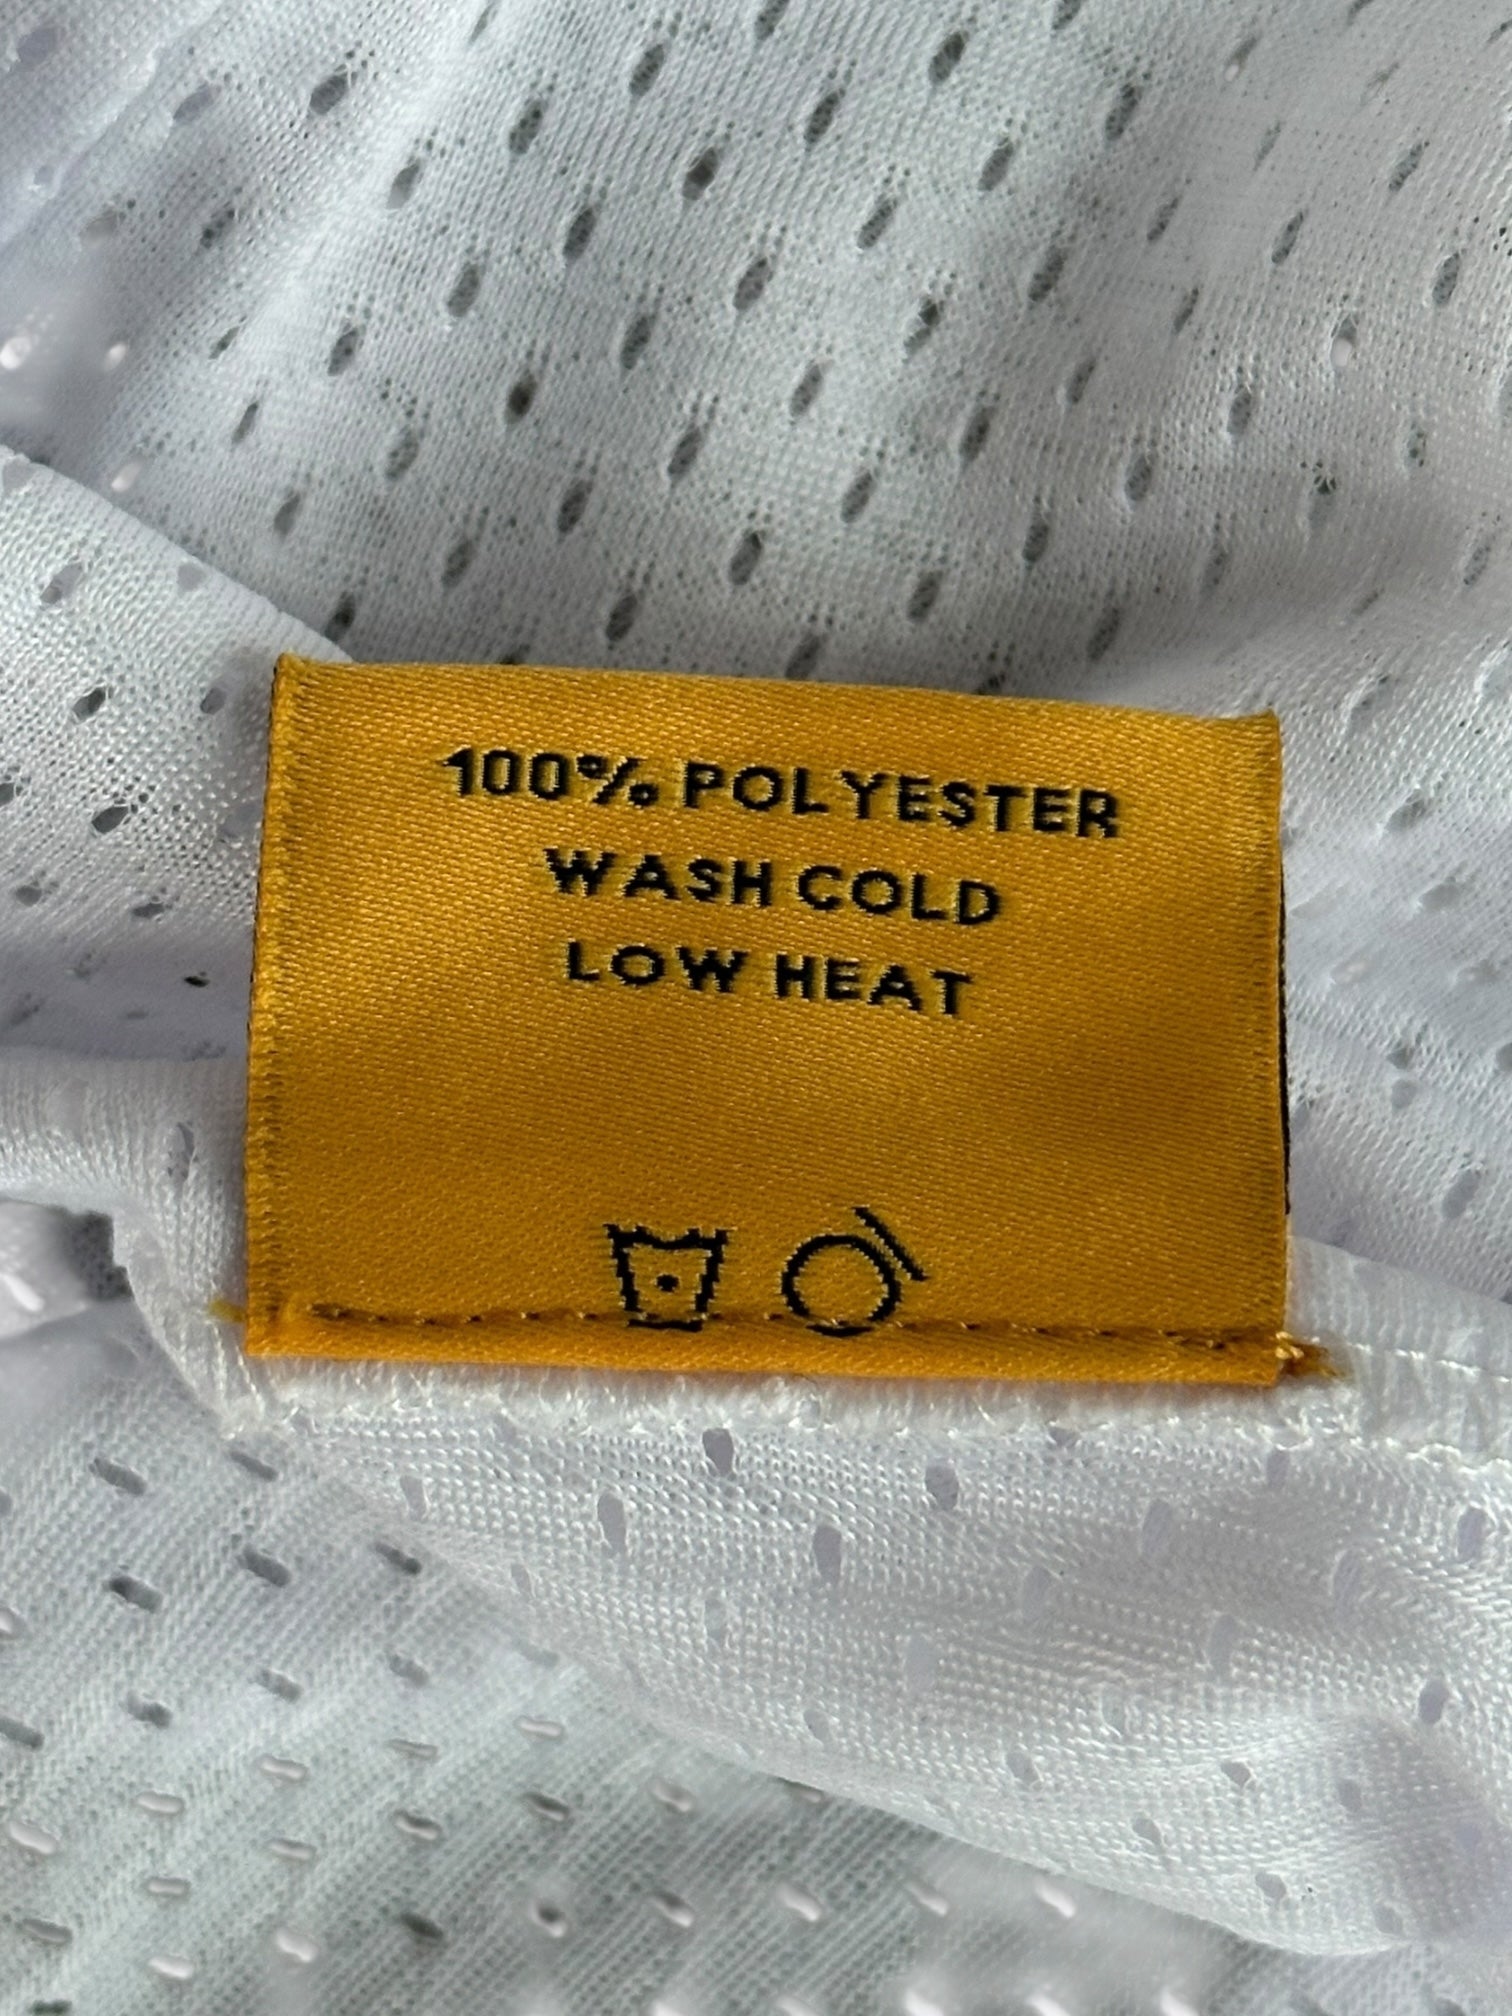 100% POLYESTER
WASH COLD
LOW HEAT